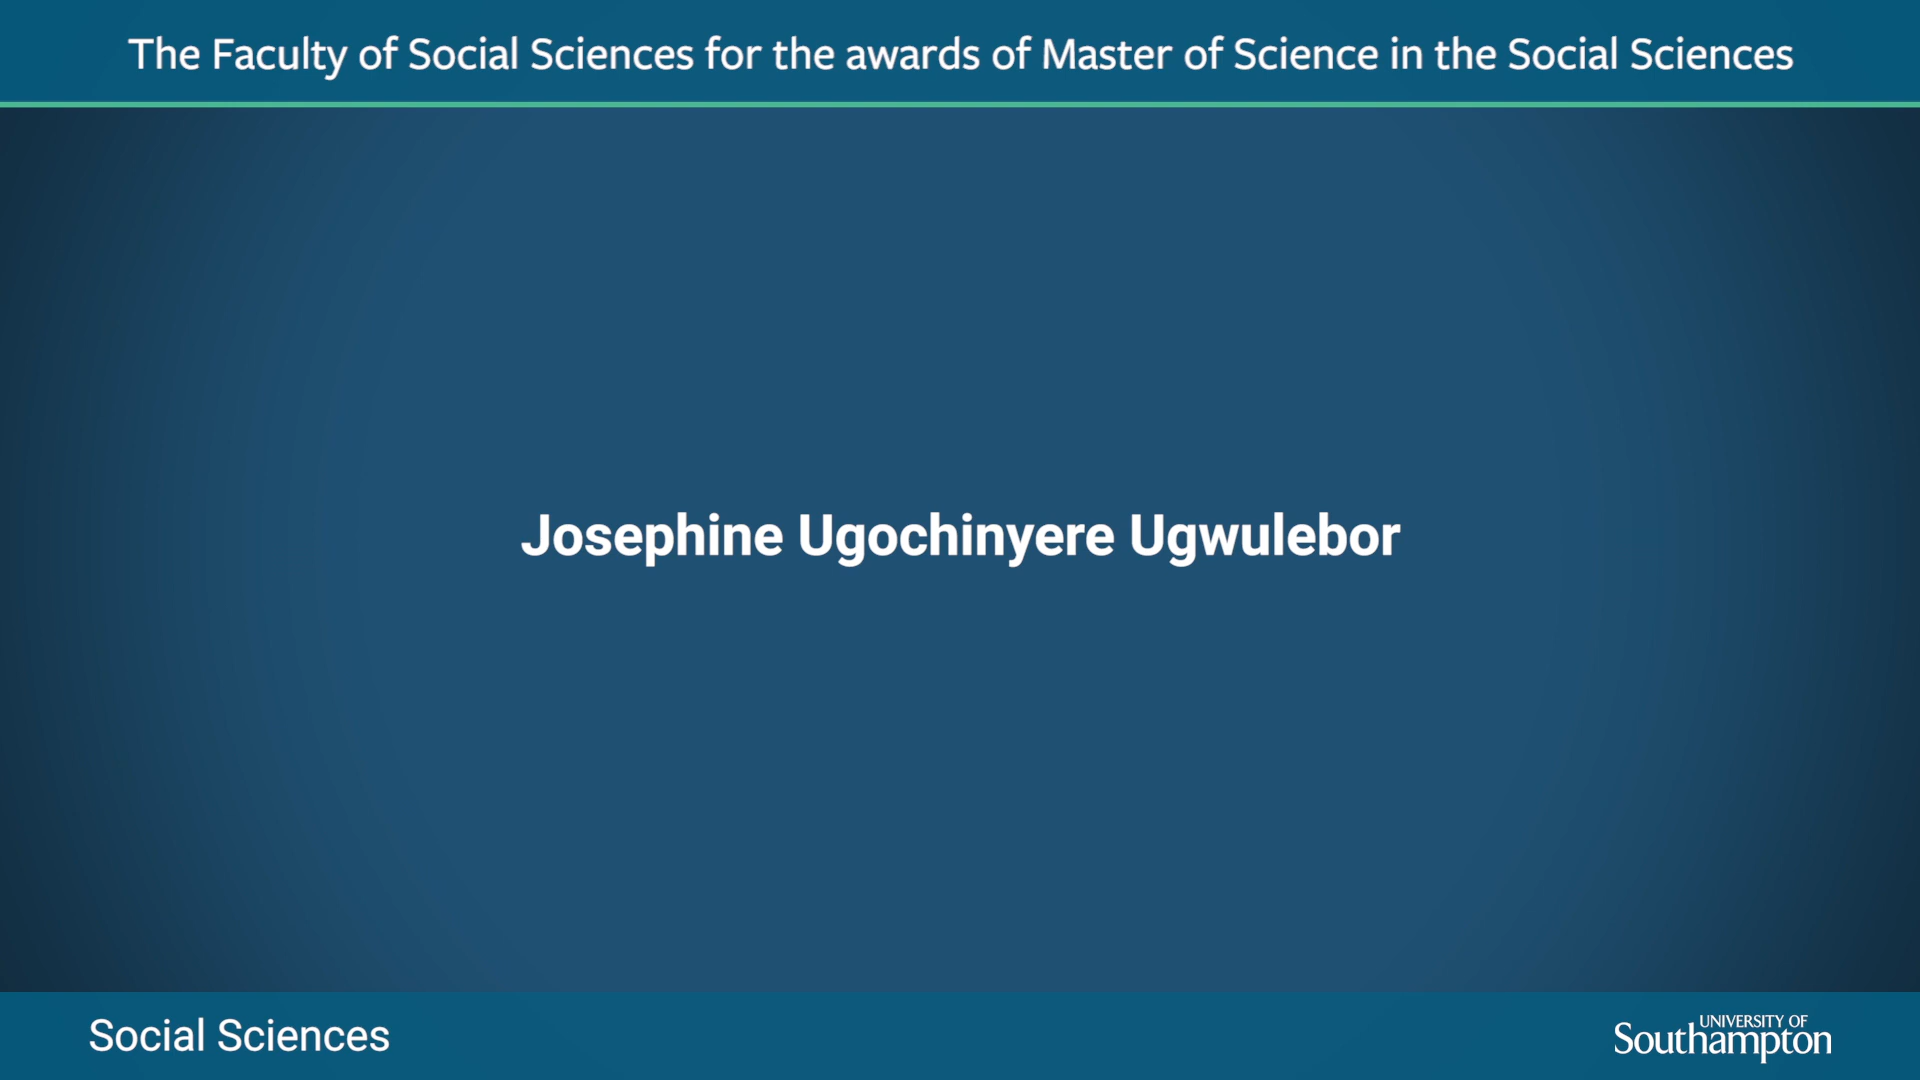 The Faculty of Social Sciences for the awards of Master of Science in the Social Sciences
Josephine Ugochinyere Ugwulebor
Social Sciences
UNIVERSITY OF
Southampton